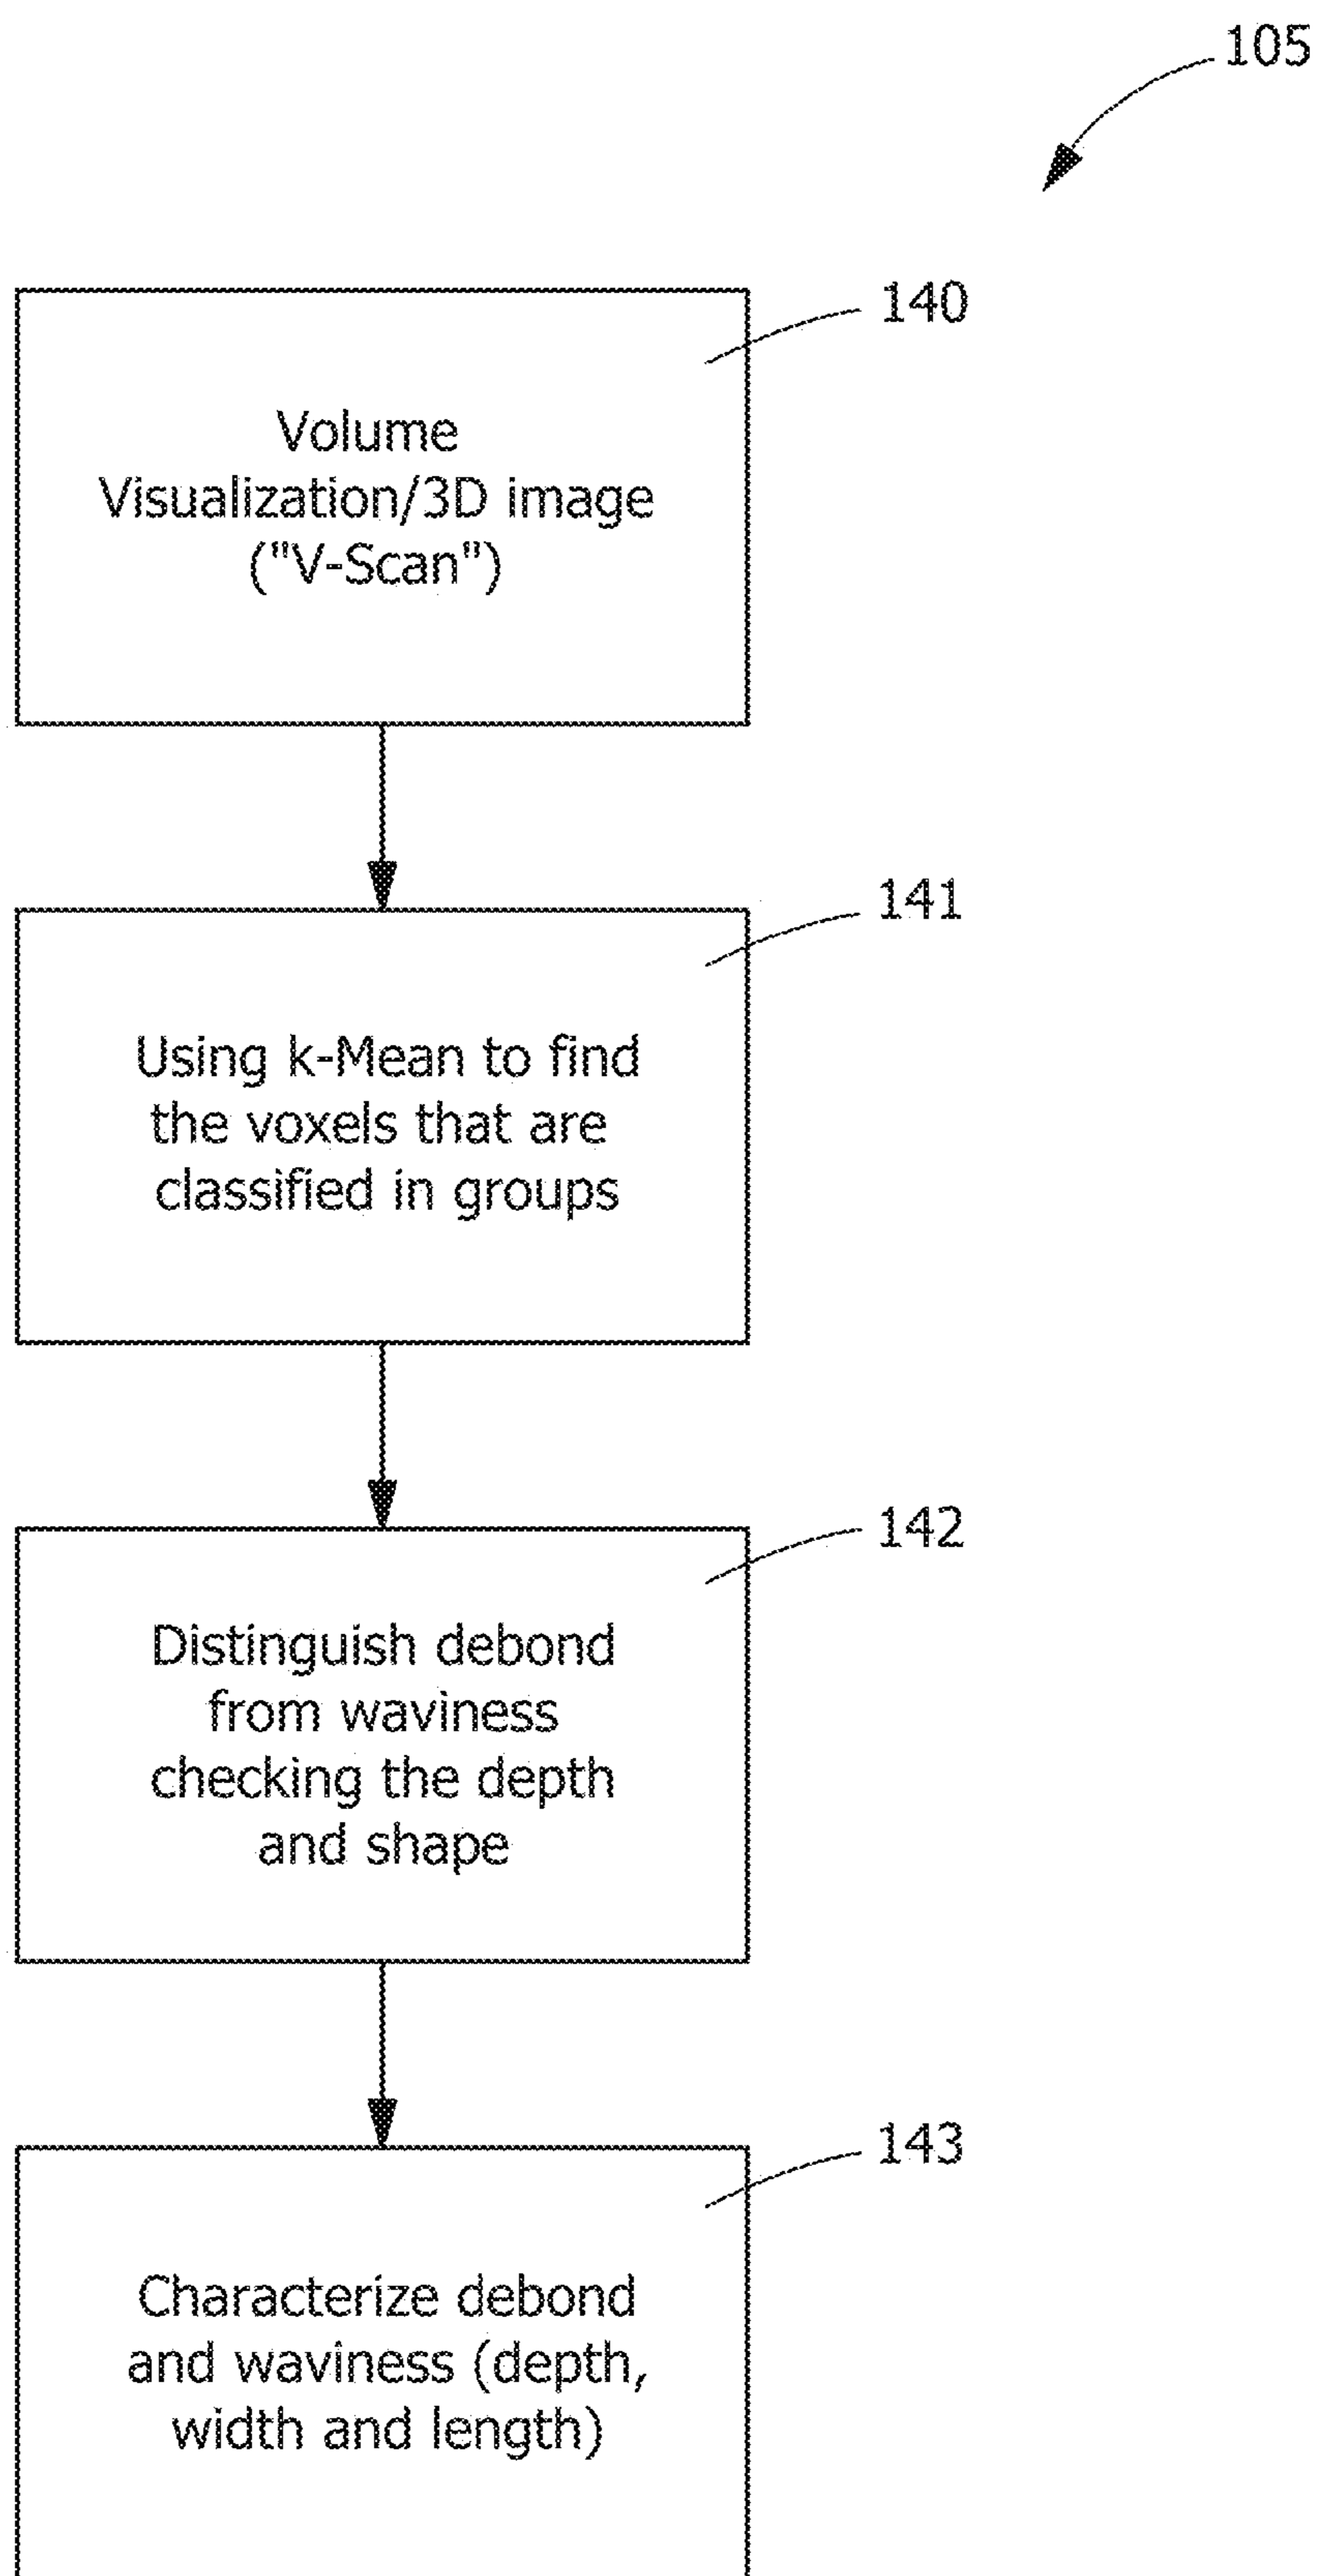 105
140
Volume
Visualization/3D image
("V-Scan")
141
Using k-Mean to find
the voxels that are
classified in groups
142
Distinguish debond
from waviness
checking the depth
and shape
143
Characterize debond
and waviness (depth,
width and length)